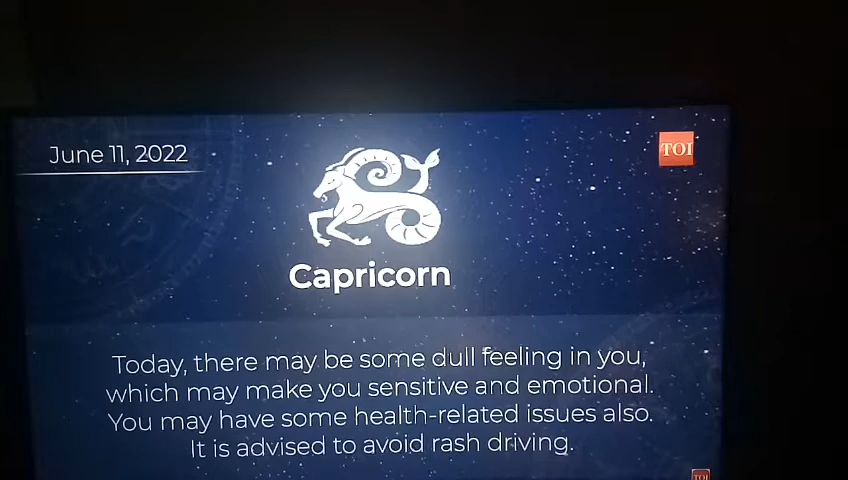 June 11, 2022
TOI
Capricorn
Today, there may be some dull feeling in you,
which may make you sensitive and emotional.
You may have some health-related issues also.
It is advised to avoid rash driving.
TOI